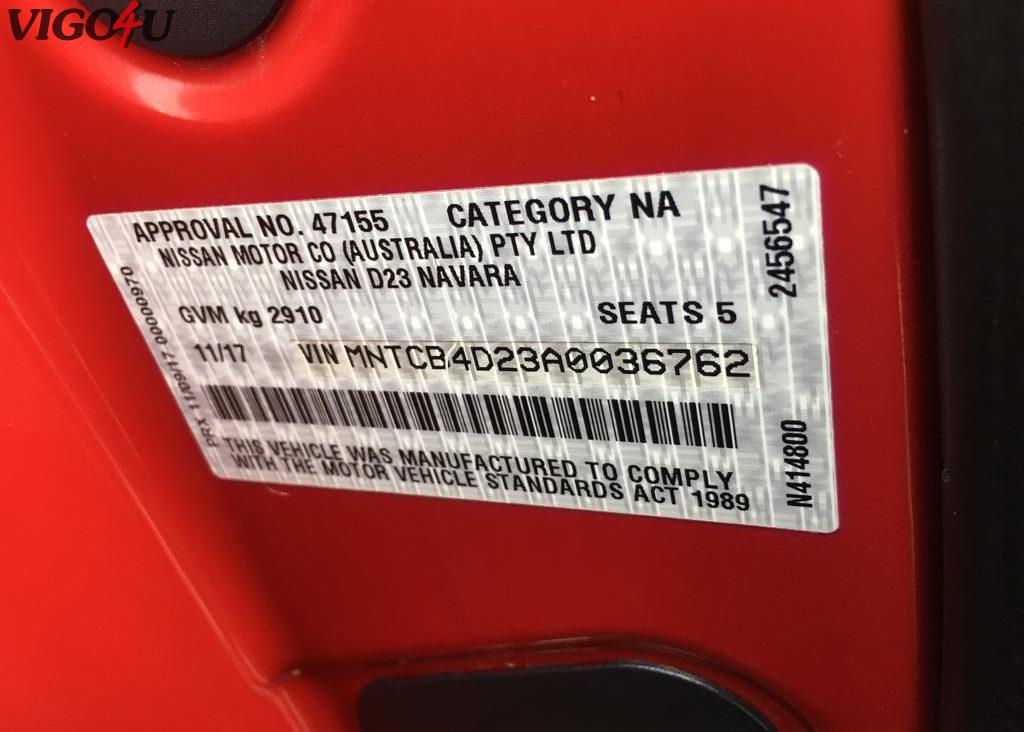 VIGO4U
APPROVAL NO. 47155 CATEGORY NA
NISSAN MOTOR CO (AUSTRALIA) PTY LTD
NISSAN D23 NAVARA
GVM kg 2910 SEATS 5
11/17 VIN MNTCB4D23A0036762
THIS VEHICLE WAS MANUFACTURED TO COMPLY
WITH THE MOTOR VEHICLE STANDARDS ACT 1989
PRX 11/09/17 000000970
2456547
N414800